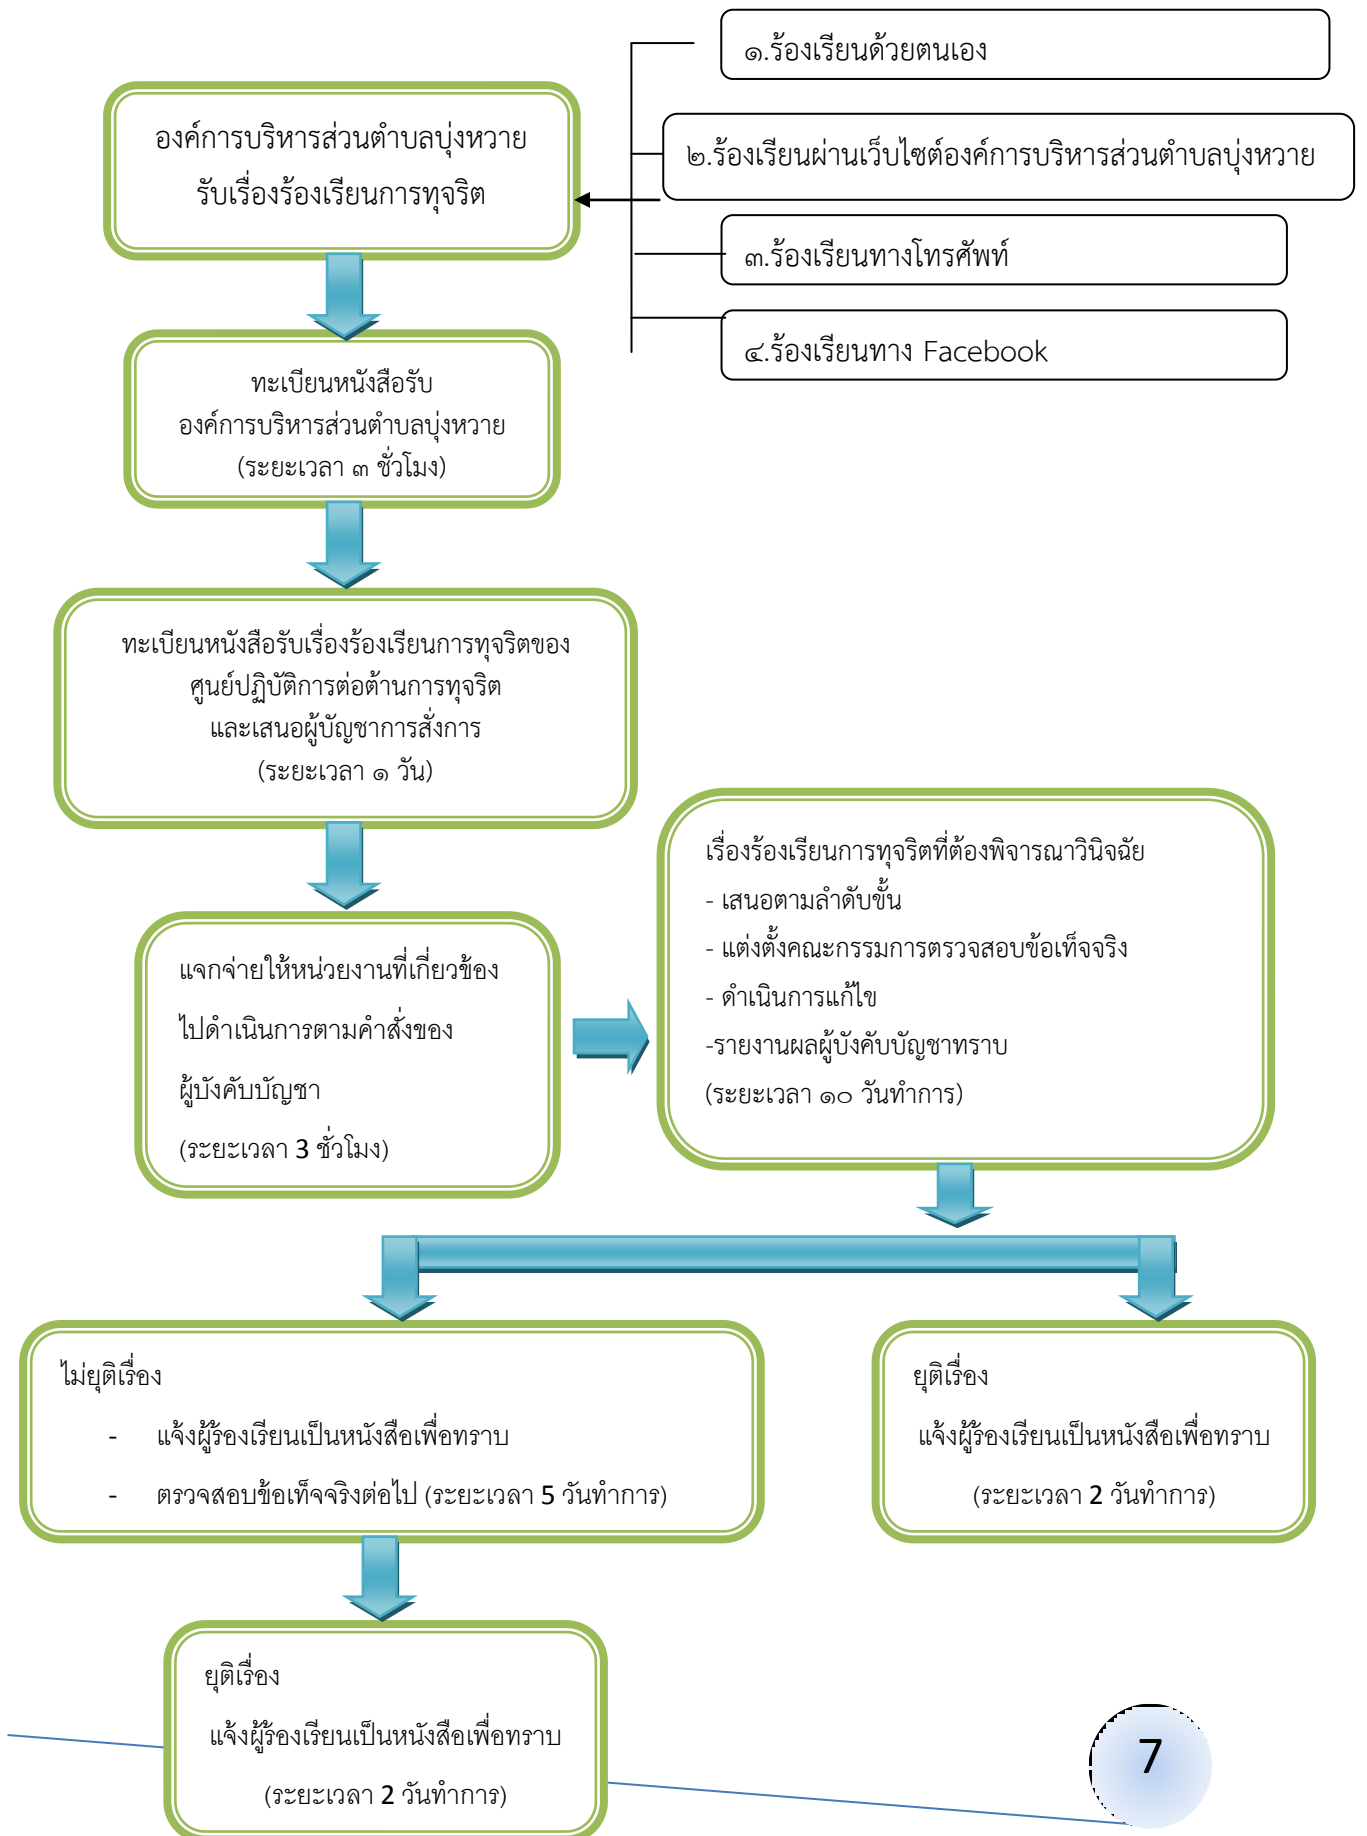 ๑.ร้องเรียนด้วยตนเอง
องค์การบริหารส่วนตำบลบุ่งหวาย
รับเรื่องร้องเรียนการทุจริต
๒.ร้องเรียนผ่านเว็บไซต์องค์การบริหารส่วนตำบลบุ่งหวาย
๓.ร้องเรียนทางโทรศัพท์
๔.ร้องเรียนทาง Facebook
ทะเบียนหนังสือรับ
องค์การบริหารส่วนตำบลบุ่งหวาย
(ระยะเวลา ๓ ชั่วโมง)
ทะเบียนหนังสือรับเรื่องร้องเรียนการทุจริตของ
ศูนย์ปฏิบัติการต่อต้านการทุจริต
และเสนอผู้บัญชาการสั่งการ
(ระยะเวลา ๑ วัน)
แจกจ่ายให้หน่วยงานที่เกี่ยวข้อง
ไปดำเนินการตามคำสั่งของ
ผู้บังคับบัญชา
(ระยะเวลา 3 ชั่วโมง)
เรื่องร้องเรียนการทุจริตที่ต้องพิจารณาวินิจฉัย
- เสนอตามลำดับขั้น
- แต่งตั้งคณะกรรมการตรวจสอบข้อเท็จจริง
- ดำเนินการแก้ไข
-รายงานผลผู้บังคับบัญชาทราบ
(ระยะเวลา ๑๐ วันทำการ)
ไม่ยุติเรื่อง
- แจ้งผู้ร้องเรียนเป็นหนังสือเพื่อทราบ
- ตรวจสอบข้อเท็จจริงต่อไป (ระยะเวลา 5 วันทำการ)
ยุติเรื่อง
แจ้งผู้ร้องเรียนเป็นหนังสือเพื่อทราบ
(ระยะเวลา 2 วันทำการ)
ยุติเรื่อง
แจ้งผู้ร้องเรียนเป็นหนังสือเพื่อทราบ
(ระยะเวลา 2 วันทำการ)
7